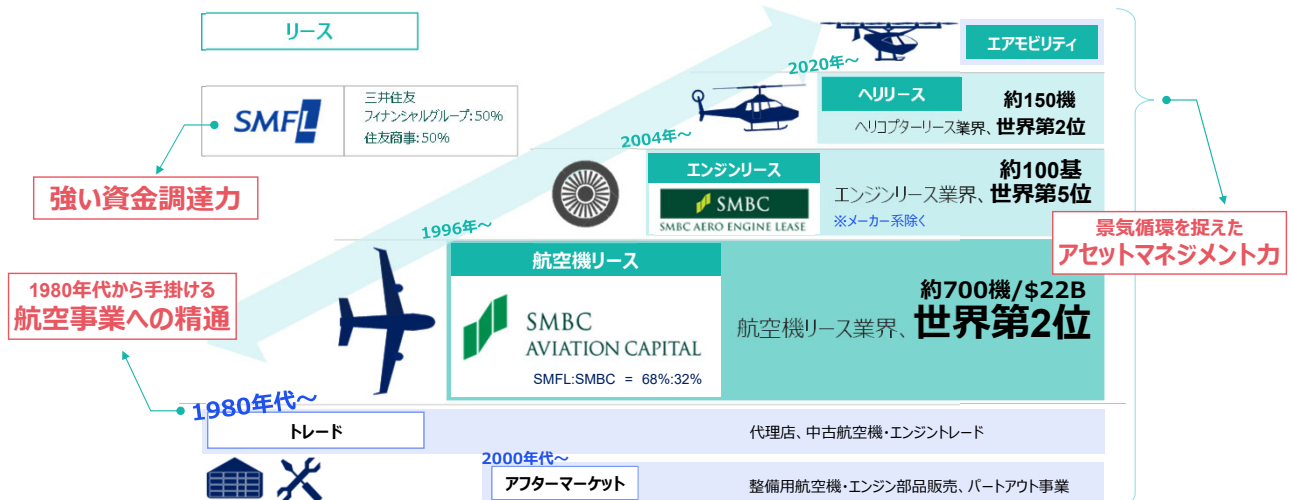 リース
エアモビリティ
2020年～
SMFL
三井住友
フィナンシャルグループ:50%
住友商事:50%
ヘリリース
約150機
ヘリコプターリース業界、世界第2位
2004年～
強い資金調達力
エンジンリース
SMBC
SMBC AERO ENGINE LEASE
約100基
エンジンリース業界、世界第5位
※メーカー系除く
景気循環を捉えた
アセットマネジメント力
1996年～
航空機リース
SMBC
AVIATION CAPITAL
SMFL:SMBC = 68%:32%
約700機/$22B
航空機リース業界、世界第2位
1980年代から手掛ける
航空事業への精通
1980年代～
トレード
代理店、中古航空機・エンジントレード
2000年代～
アフターマーケット
整備用航空機・エンジン部品販売、パートアウト事業